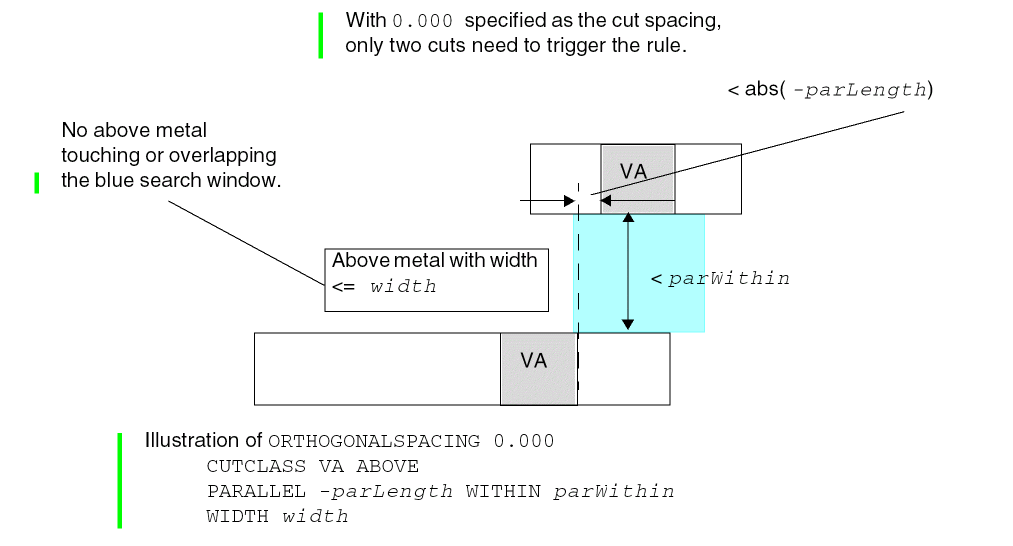 With 0.000 specified as the cut spacing,
only two cuts need to trigger the rule.
< abs( -parLength)
No above metal
touching or overlapping
the blue search window.
VA
Above metal with width
<= width
< parWithin
VA
Illustration of ORTHOGONALSPACING 0.000
CUTCLASS VA ABOVE
PARALLEL -parLength WITHIN parWithin
WIDTH width